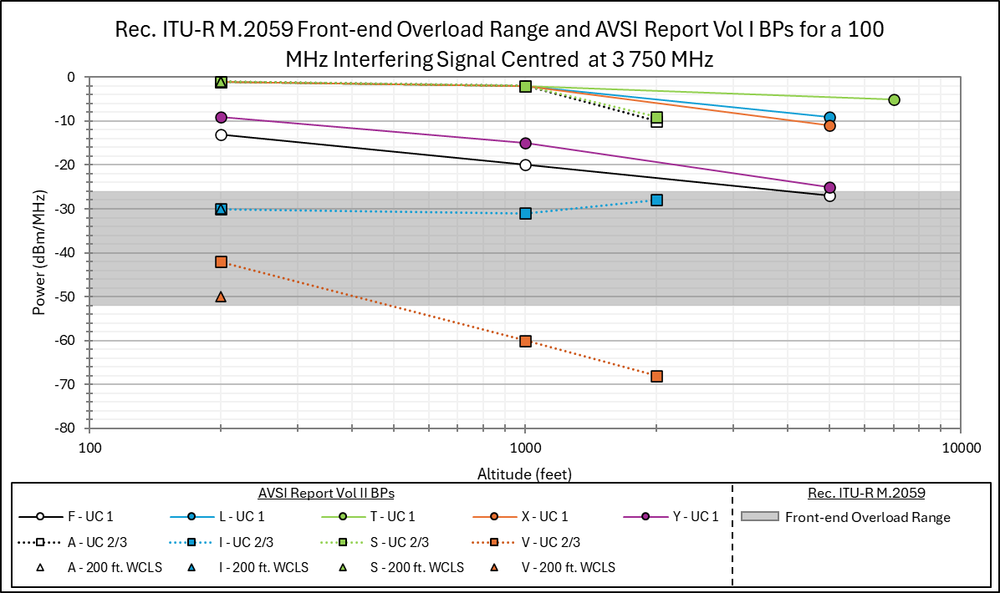 Rec. ITU-R M.2059 Front-end Overload Range and AVSI Report Vol I BPs for a 100
MHz Interfering Signal Centred at 3 750 MHz
0
-10
-20
-30
-40
-50
-60
-70
-80
Power (dBm/MHz)
100
1000
10000
Altitude (feet)
AVSI Report Vol II BPs
Rec. ITU-R M.2059
F - UC 1
L - UC 1
T - UC 1
X - UC 1
Y - UC 1
Front-end Overload Range
A - UC 2/3
I - UC 2/3
S - UC 2/3
V - UC 2/3
A - 200 ft. WCLS
I - 200 ft. WCLS
S - 200 ft. WCLS
V - 200 ft. WCLS